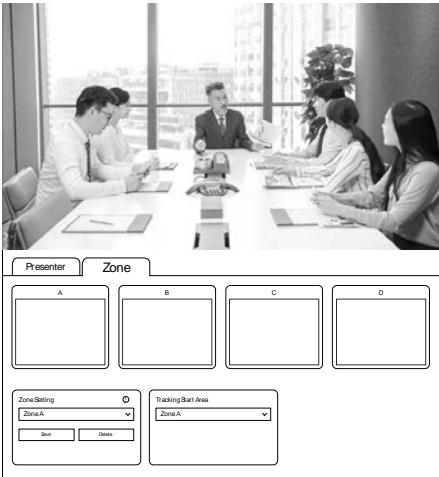 Presenter
Zone
A
B
C
D
Zone Setting
Tracking Start Area
Zone A
Zone A
Save
Delete